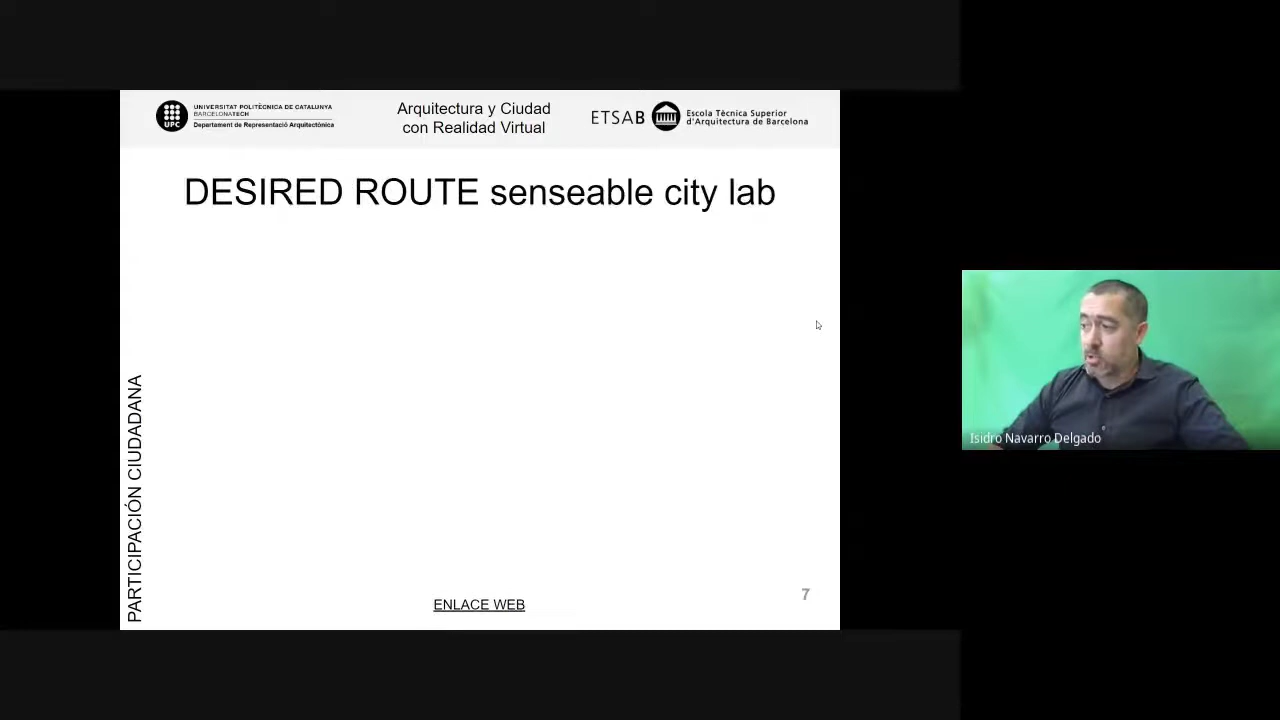 UPC
UNIVERSITAT POLITÈCNICA DE CATALUNYA
BARCELONATECH
Departament de Representació Arquitectònica
Arquitectura y Ciudad
con Realidad Virtual
ETSAB
Escola Tècnica Superior
d'Arquitectura de Barcelona
DESIRED ROUTE senseable city lab
PARTICIPACIÓN CIUDADANA
ENLACE WEB
7
Isidro Navarro Delgado